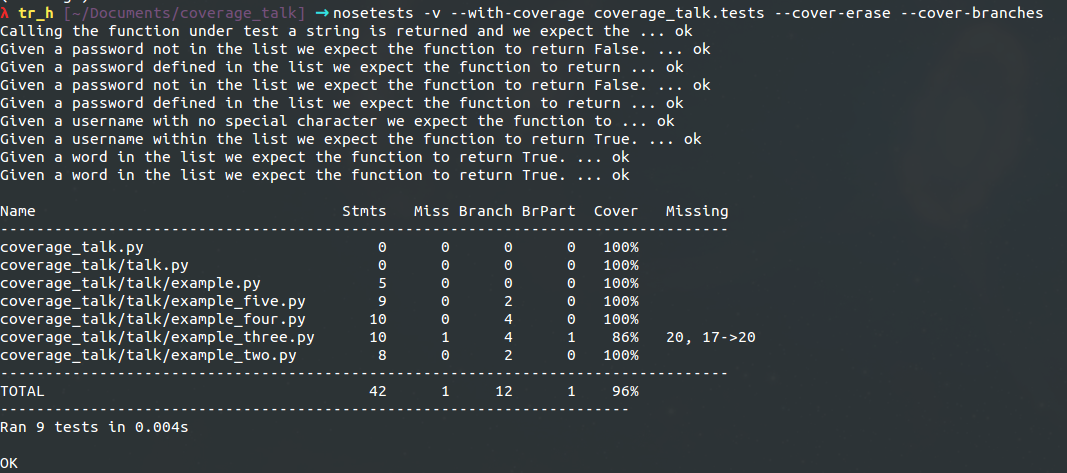 λ tr_h [~/Documents/coverage_talk] →nosetests -v --with-coverage coverage_talk.tests --cover-erase --cover-branches
Calling the function under test a string is returned and we expect the ... ok
Given a password not in the list we expect the function to return False. ... ok
Given a password defined in the list we expect the function to return ... ok
Given a password not in the list we expect the function to return False. ... ok
Given a password defined in the list we expect the function to return ... ok
Given a username with no special character we expect the function to ... ok
Given a username within the list we expect the function to return True. ... ok
Given a word in the list we expect the function to return True. ... ok
Given a word in the list we expect the function to return True. ... ok
Name Stmts Miss Branch BrPart Cover Missing
---------------------------------------------------------------------------------
coverage_talk.py 0 0 0 0 100%
coverage_talk/talk.py 0 0 0 0 100%
coverage_talk/talk/example.py 5 0 0 0 100%
coverage_talk/talk/example_five.py 9 0 2 0 100%
coverage_talk/talk/example_four.py 10 0 4 0 100%
coverage_talk/talk/example_three.py 10 1 4 1 86% 20, 17->20
coverage_talk/talk/example_two.py 8 0 2 0 100%
---------------------------------------------------------------------------------
TOTAL 42 1 12 1 96%
----------------------------------------------------------------------
Ran 9 tests in 0.004s
OK